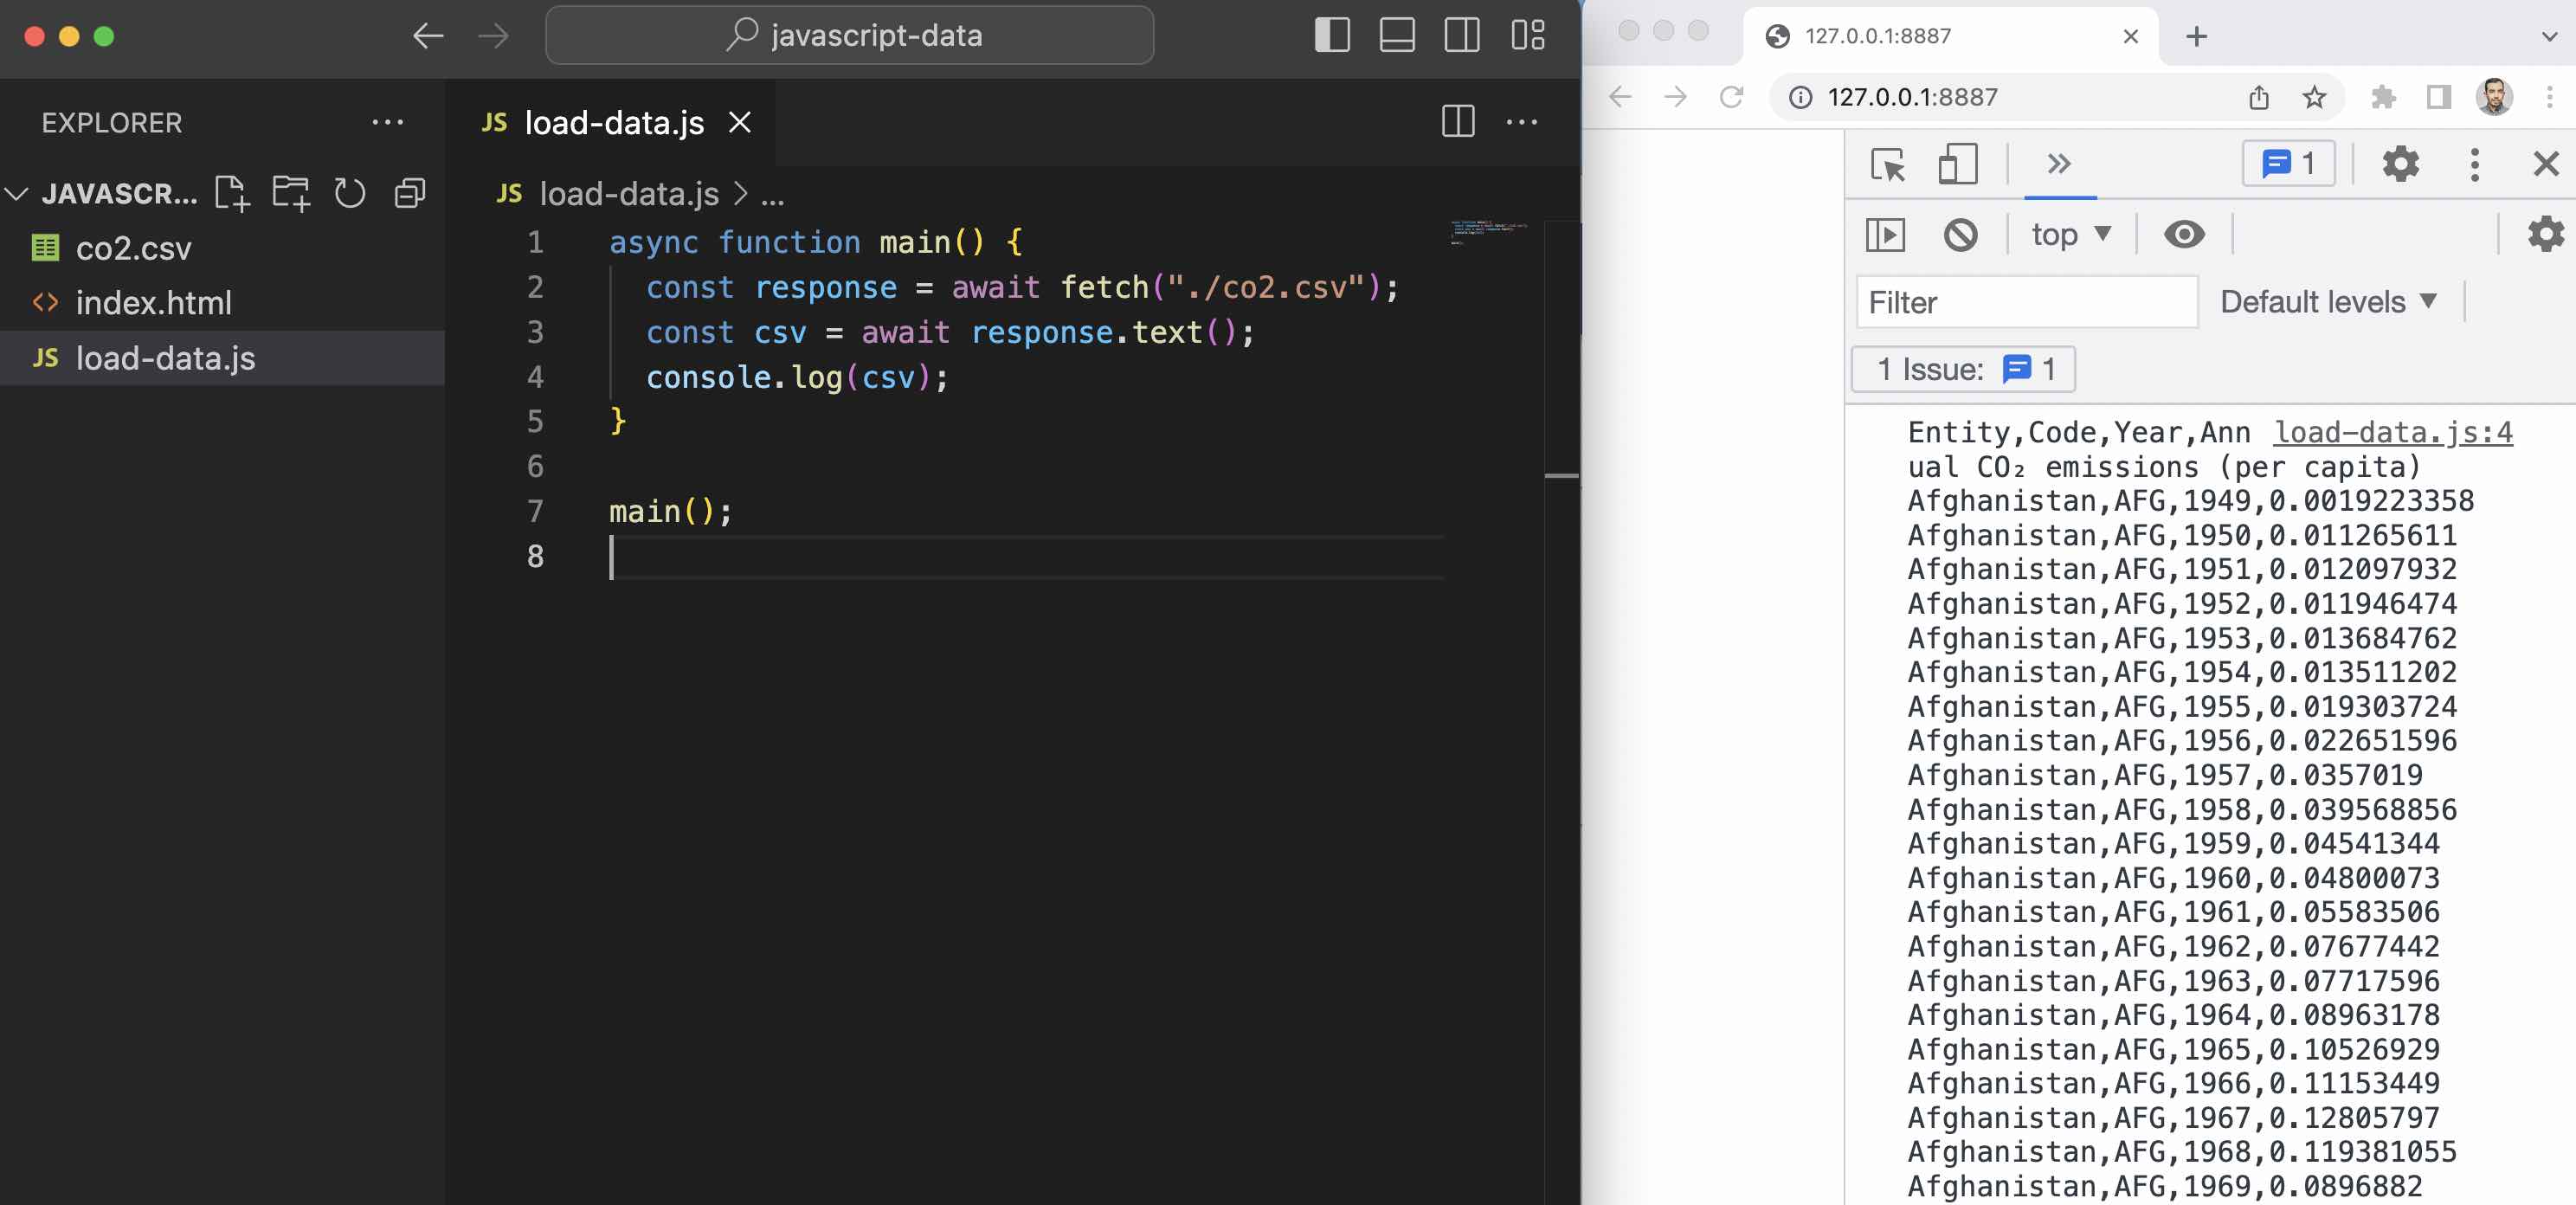 javascript-data
EXPLORER
JAVASCR...
co2.csv
index.html
JS load-data.js
JS load-data.js
JS load-data.js > ...
1 async function main() {
2 const response = await fetch("./co2.csv");
3 const csv = await response.text();
4 console.log(csv);
5 }
6
7 main();
8
127.0.0.1:8887
127.0.0.1:8887
1
top
Filter
Default levels
1 Issue: 1
Entity,Code,Year,Ann load-data.js:4
ual CO₂ emissions (per capita)
Afghanistan,AFG,1949,0.0019223358
Afghanistan,AFG,1950,0.011265611
Afghanistan,AFG,1951,0.012097932
Afghanistan,AFG,1952,0.011946474
Afghanistan,AFG,1953,0.013684762
Afghanistan,AFG,1954,0.013511202
Afghanistan,AFG,1955,0.019303724
Afghanistan,AFG,1956,0.022651596
Afghanistan,AFG,1957,0.0357019
Afghanistan,AFG,1958,0.039568856
Afghanistan,AFG,1959,0.04541344
Afghanistan,AFG,1960,0.04800073
Afghanistan,AFG,1961,0.05583506
Afghanistan,AFG,1962,0.07677442
Afghanistan,AFG,1963,0.07717596
Afghanistan,AFG,1964,0.08963178
Afghanistan,AFG,1965,0.10526929
Afghanistan,AFG,1966,0.11153449
Afghanistan,AFG,1967,0.12805797
Afghanistan,AFG,1968,0.119381055
Afghanistan,AFG,1969,0.0896882